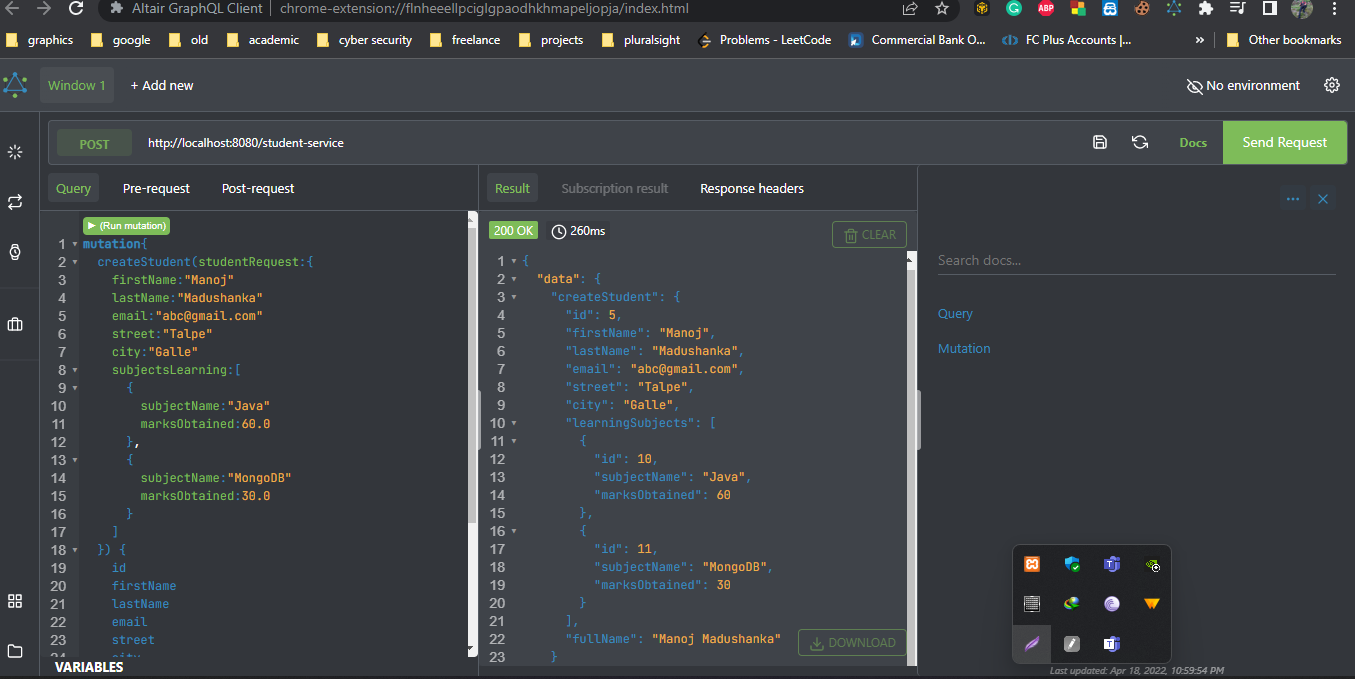 Altair GraphQL Client | chrome-extension://flnheeellpciglgpaodhkhmapeljopja/index.html
ABP
graphics google old academic cyber security freelance projects pluralsight Problems - LeetCode Commercial Bank O... FC Plus Accounts |... » Other bookmarks
Window 1 + Add new No environment
POST http://localhost:8080/student-service Docs Send Request
Query Pre-request Post-request
▶ (Run mutation)
1 mutation{
2 createStudent(studentRequest:{
3 firstName:"Manoj"
4 lastName:"Madushanka"
5 email:"abc@gmail.com"
6 street:"Talpe"
7 city:"Galle"
8 subjectsLearning:[
9 {
10 subjectName:"Java"
11 marksObtained:60.0
12 },
13 {
14 subjectName:"MongoDB"
15 marksObtained:30.0
16 }
17 ]
18 }) {
19 id
20 firstName
21 lastName
22 email
23 street
24 city
VARIABLES
Result Subscription result Response headers
200 OK 260ms CLEAR
1 {
2 "data": {
3 "createStudent": {
4 "id": 5,
5 "firstName": "Manoj",
6 "lastName": "Madushanka",
7 "email": "abc@gmail.com",
8 "street": "Talpe",
9 "city": "Galle",
10 "learningSubjects": [
11 {
12 "id": 10,
13 "subjectName": "Java",
14 "marksObtained": 60
15 },
16 {
17 "id": 11,
18 "subjectName": "MongoDB",
19 "marksObtained": 30
20 }
21 ],
22 "fullName": "Manoj Madushanka"
23 }
DOWNLOAD
Search docs...
Query
Mutation
Last updated: Apr 18, 2022, 10:59:54 PM